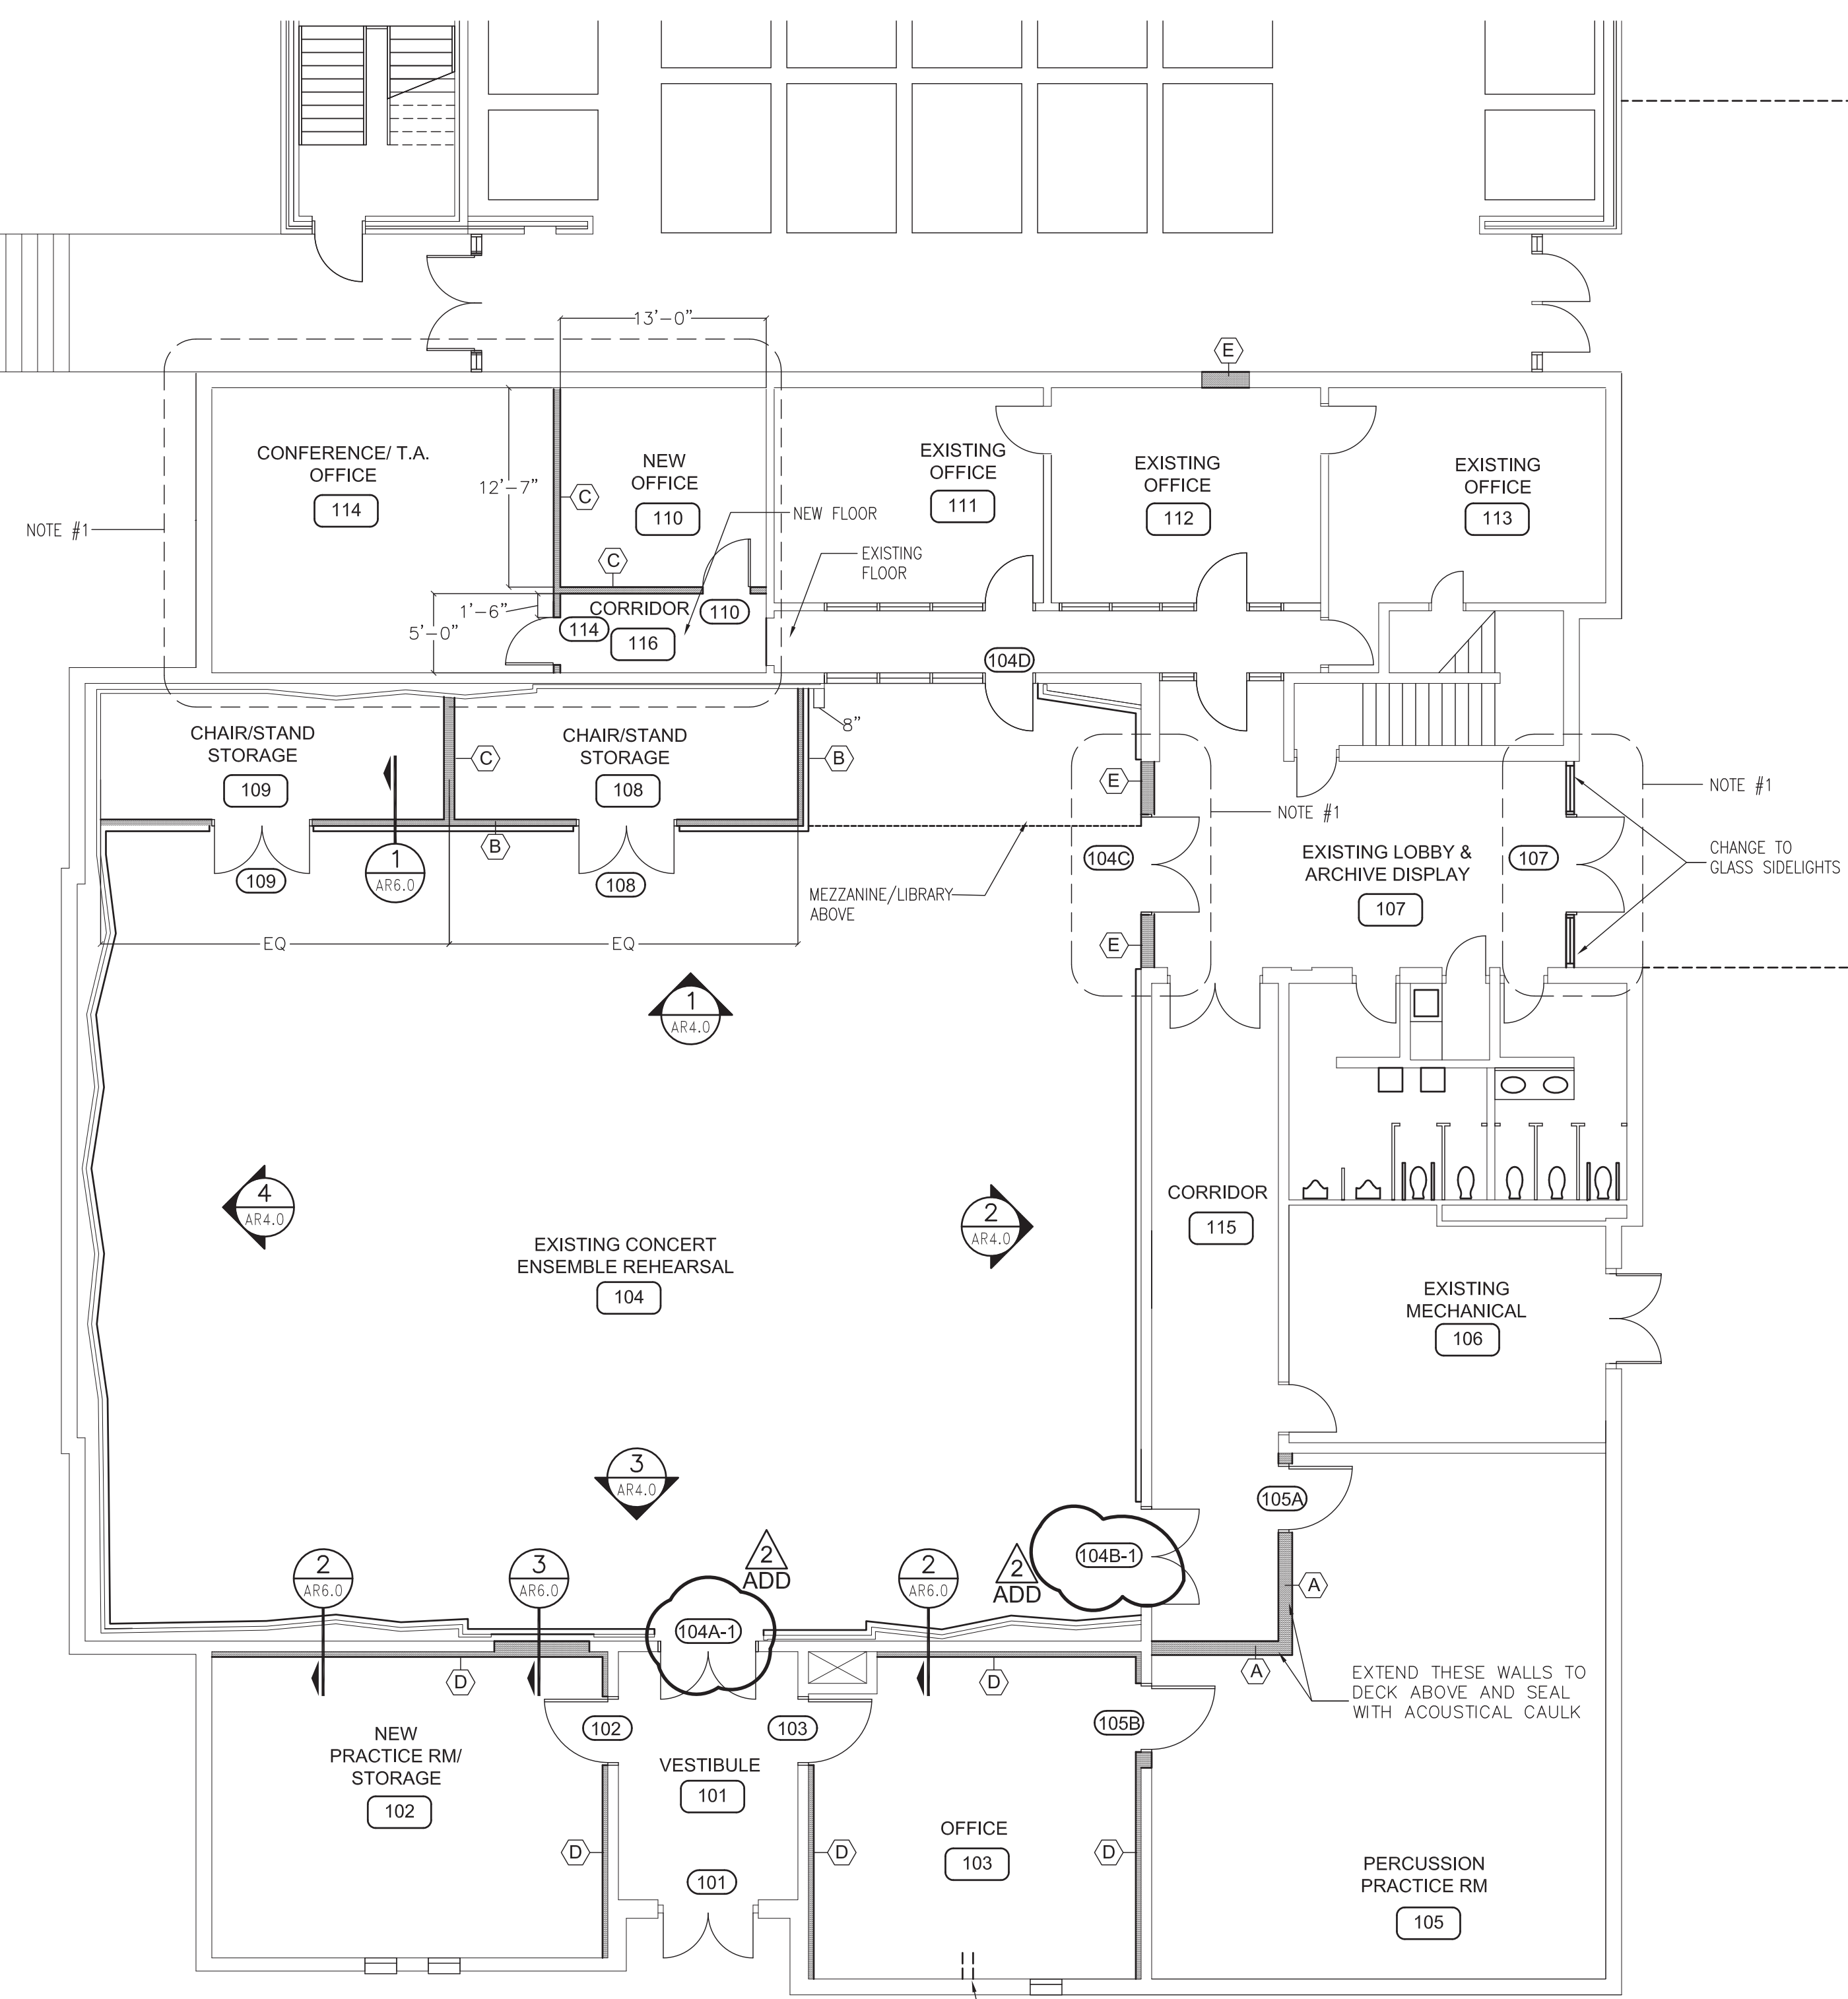 13'-0"
E
CONFERENCE/ T.A.
OFFICE
114
12'-7"
C
NEW
OFFICE
110
EXISTING
OFFICE
111
EXISTING
OFFICE
112
EXISTING
OFFICE
113
NOTE #1
NEW FLOOR
EXISTING
FLOOR
C
1'-6"
5'-0"
CORRIDOR
116
114
110
104D
8"
CHAIR/STAND
STORAGE
109
C
CHAIR/STAND
STORAGE
108
B
E
NOTE #1
NOTE #1
B
1
AR6.0
109
108
MEZZANINE/LIBRARY
ABOVE
104C
EXISTING LOBBY &
ARCHIVE DISPLAY
107
107
CHANGE TO
GLASS SIDELIGHTS
EQ
EQ
E
1
AR4.0
4
AR4.0
2
AR4.0
CORRIDOR
115
EXISTING CONCERT
ENSEMBLE REHEARSAL
104
EXISTING
MECHANICAL
106
3
AR4.0
105A
2
AR6.0
3
AR6.0
2
ADD
2
AR6.0
2
ADD
104B-1
A
104A-1
D
D
A
EXTEND THESE WALLS TO
DECK ABOVE AND SEAL
WITH ACOUSTICAL CAULK
NEW
PRACTICE RM/
STORAGE
102
102
103
105B
VESTIBULE
101
D
D
OFFICE
103
D
101
PERCUSSION
PRACTICE RM
105